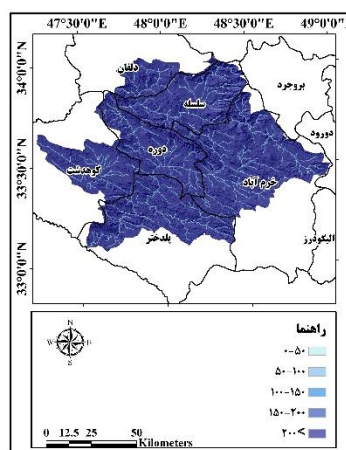 47°30'0"E 48°0'0"E 48°30'0"E 49°0'0"E
34°0'0"N
33°30'0"N
33°0'0"N
دلفان
بروجرد
سلسله
دورود
دوره
کوهدشت
خرم آباد
الیگودرز
پلدختر
راهنما
N
W E
S
۰-۵۰
۵۰-۱۰۰
۱۰۰-۱۵۰
۱۵۰-۲۰۰
۲۰۰>
0 12.5 25 50
Kilometers